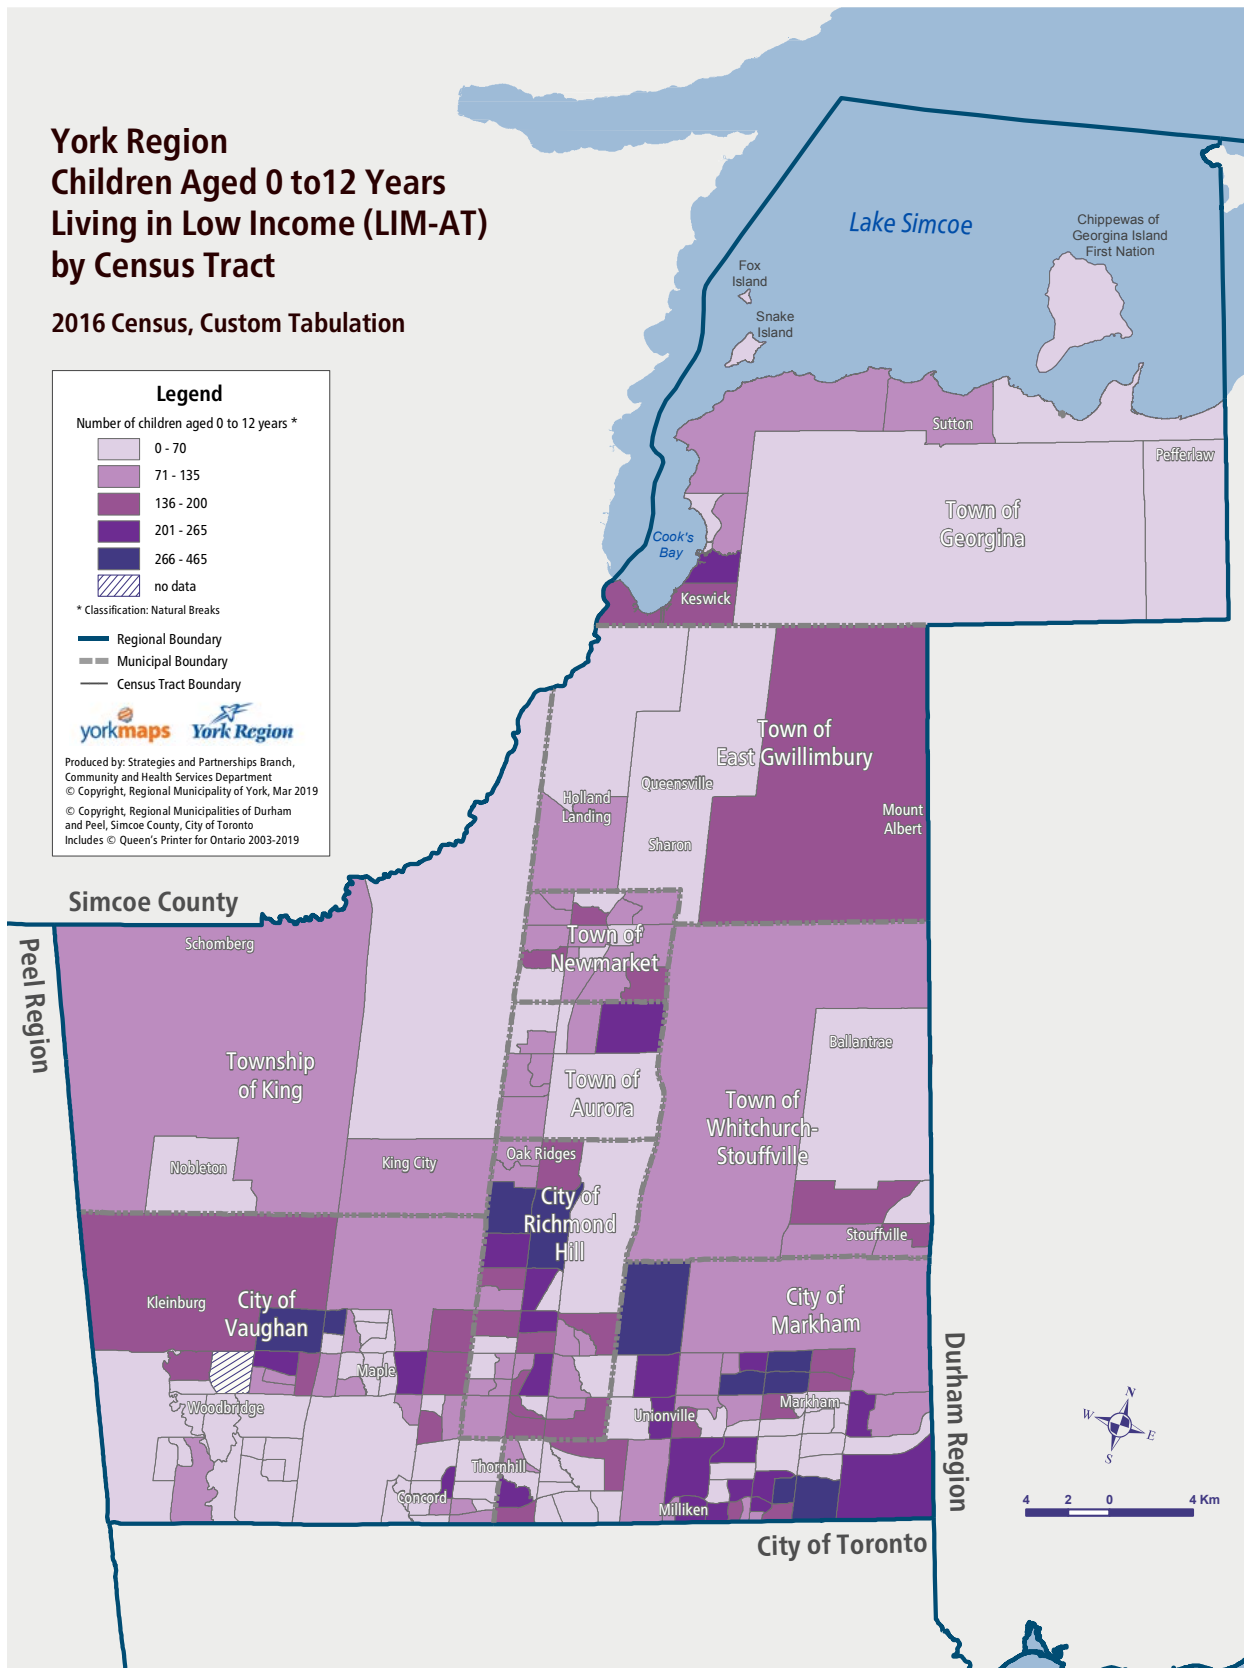 York Region
Children Aged 0 to12 Years
Living in Low Income (LIM-AT)
by Census Tract
2016 Census, Custom Tabulation
Legend
Number of children aged 0 to 12 years *
0 - 70
71 - 135
136 - 200
201 - 265
266 - 465
no data
* Classification: Natural Breaks
Regional Boundary
Municipal Boundary
Census Tract Boundary
yorkmaps
York Region
Produced by: Strategies and Partnerships Branch,
Community and Health Services Department
© Copyright, Regional Municipality of York, Mar 2019
© Copyright, Regional Municipalities of Durham
and Peel, Simcoe County, City of Toronto
Includes © Queen's Printer for Ontario 2003-2019
Lake Simcoe
Chippewas of
Georgina Island
First Nation
Fox
Island
Snake
Island
Sutton
Pefferlaw
Town of
Georgina
Cook's
Bay
Keswick
Town of
East Gwillimbury
Queensville
Holland
Landing
Mount
Albert
Sharon
Simcoe County
Peel Region
Schomberg
Town of
Newmarket
Ballantrae
Township
of King
Town of
Aurora
Town of
Whitchurch-
Stouffville
Nobleton
King City
Oak Ridges
City of
Richmond
Hill
Stouffville
Kleinburg
City of
Vaughan
City of
Markham
Maple
Woodbridge
Unionville
Markham
Thornhill
Concord
Milliken
Durham Region
City of Toronto
N
W
E
S
4
2
0
4 Km